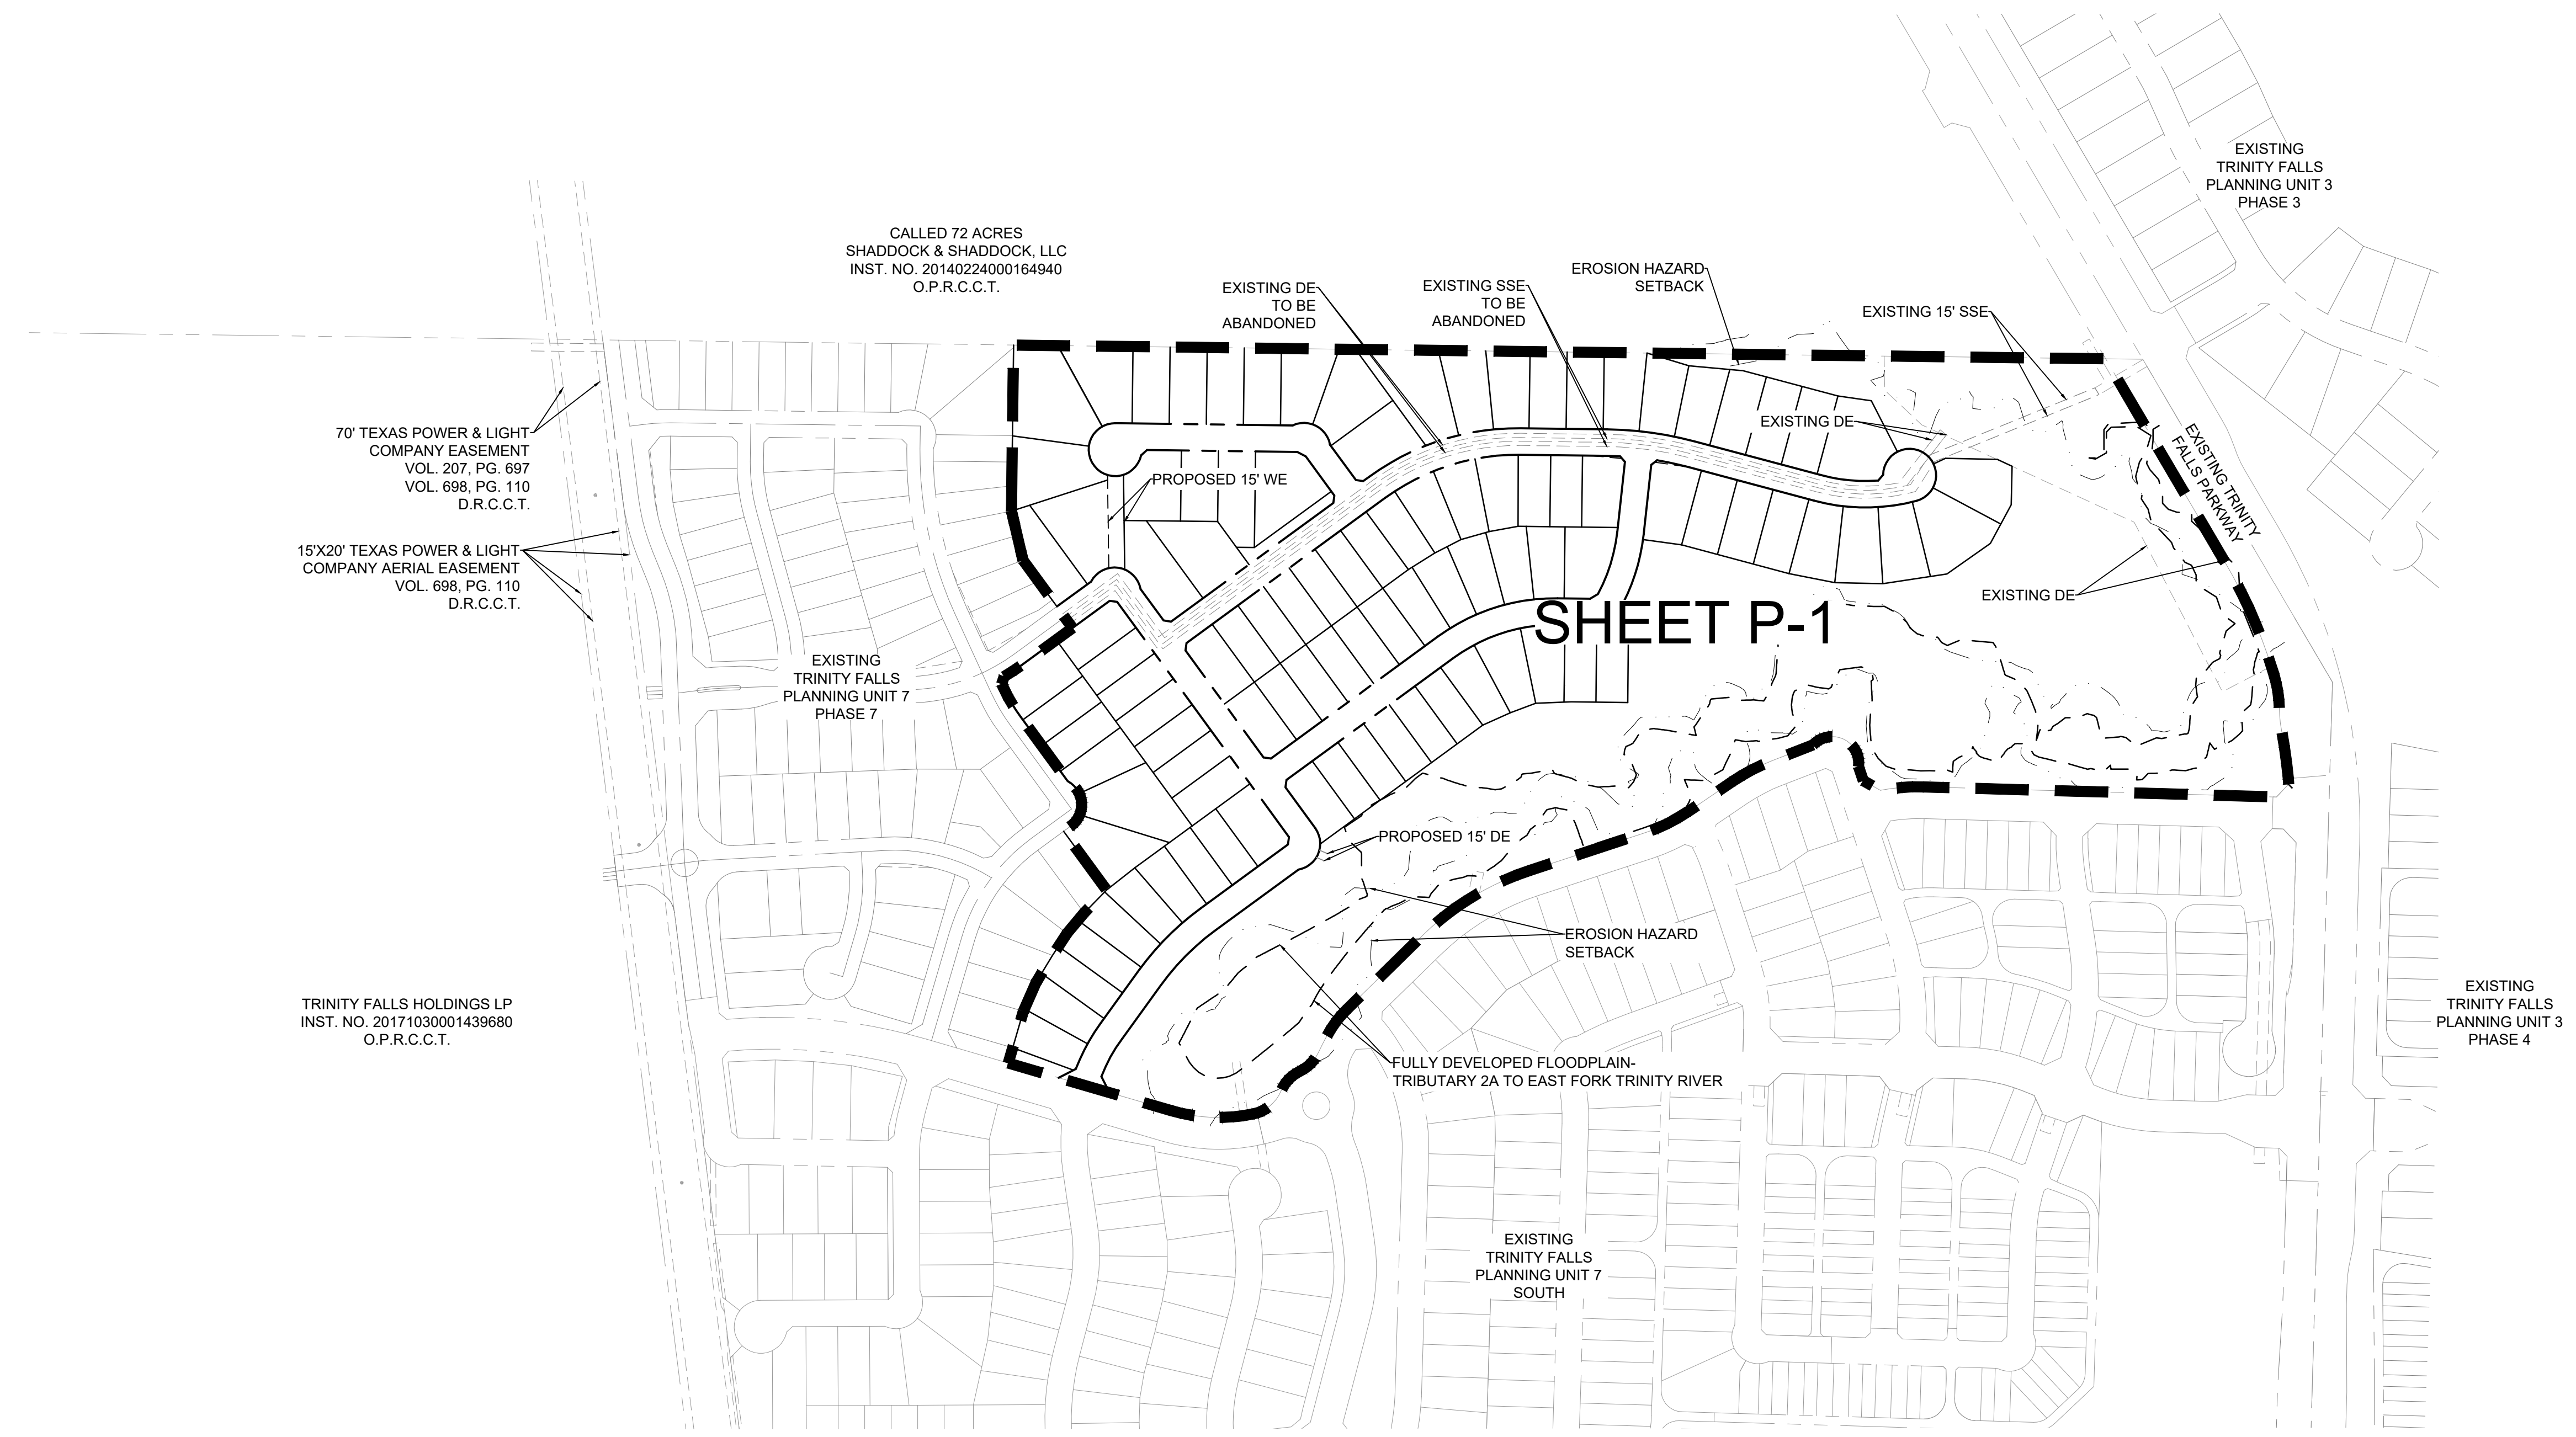 EXISTING
TRINITY FALLS
PLANNING UNIT 3
PHASE 3
CALLED 72 ACRES
SHADDOCK & SHADDOCK, LLC
INST. NO. 20140224000164940
O.P.R.C.C.T.
EXISTING DE
TO BE
ABANDONED
EXISTING SSE
TO BE
ABANDONED
EROSION HAZARD
SETBACK
EXISTING 15' SSE
70' TEXAS POWER & LIGHT
COMPANY EASEMENT
VOL. 207, PG. 697
VOL. 698, PG. 110
D.R.C.C.T.
EXISTING DE
EXISTING TRINITY
FALLS PARKWAY
PROPOSED 15' WE
15'X20' TEXAS POWER & LIGHT
COMPANY AERIAL EASEMENT
VOL. 698, PG. 110
D.R.C.C.T.
EXISTING DE
SHEET P-1
EXISTING
TRINITY FALLS
PLANNING UNIT 7
PHASE 7
PROPOSED 15' DE
EROSION HAZARD
SETBACK
TRINITY FALLS HOLDINGS LP
INST. NO. 20171030001439680
O.P.R.C.C.T.
EXISTING
TRINITY FALLS
PLANNING UNIT 3
PHASE 4
FULLY DEVELOPED FLOODPLAIN-
TRIBUTARY 2A TO EAST FORK TRINITY RIVER
EXISTING
TRINITY FALLS
PLANNING UNIT 7
SOUTH